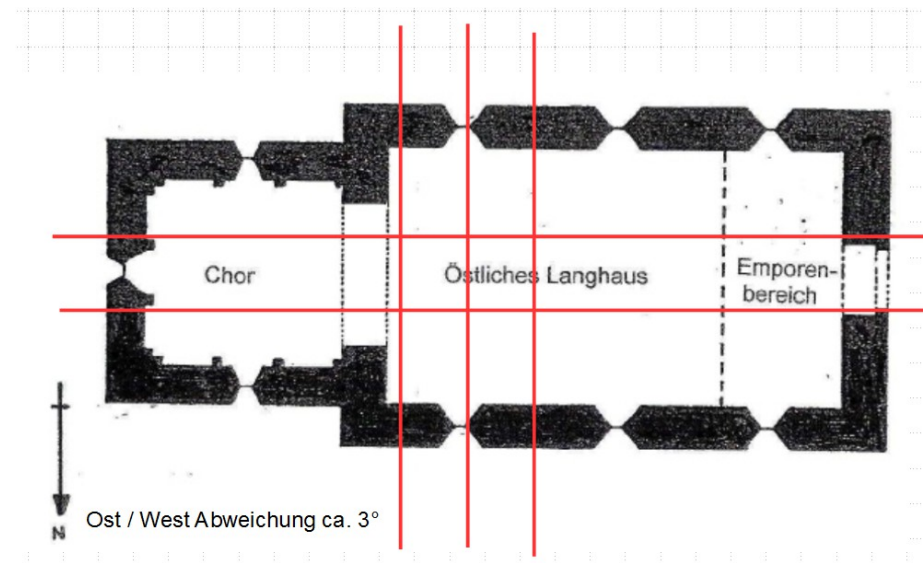 Chor
Östliches Langhaus
Emporen-
bereich
N
Ost / West Abweichung ca. 3°